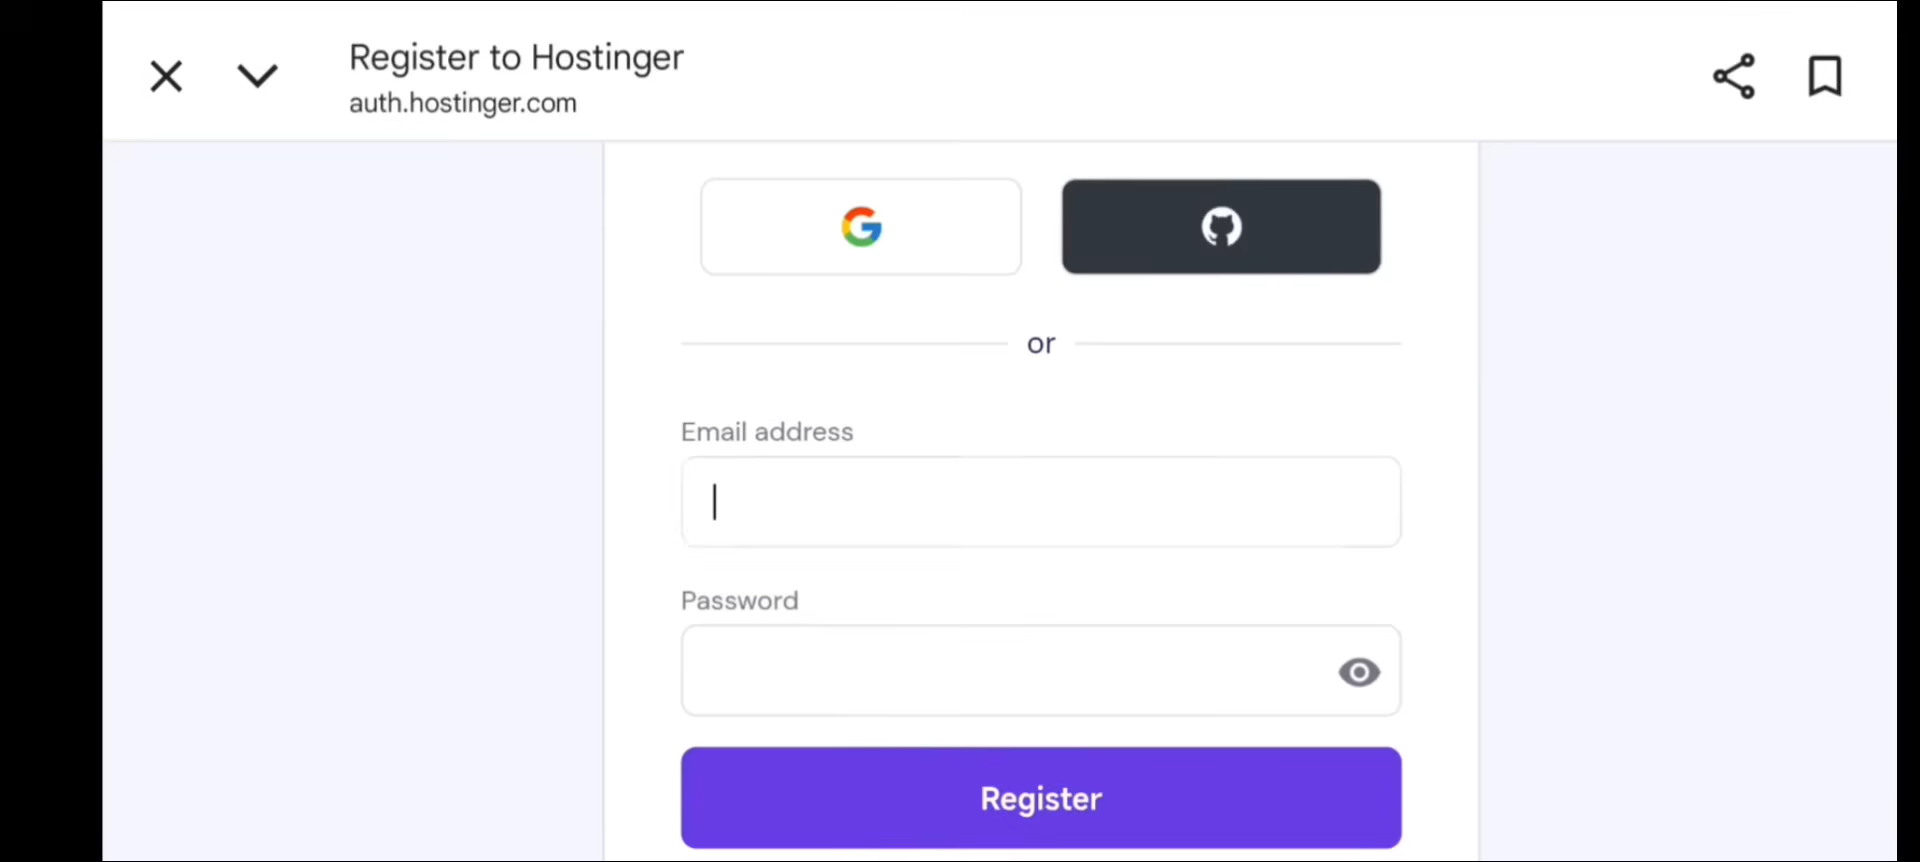 Register to Hostinger
auth.hostinger.com
or
Email address
Password
Register